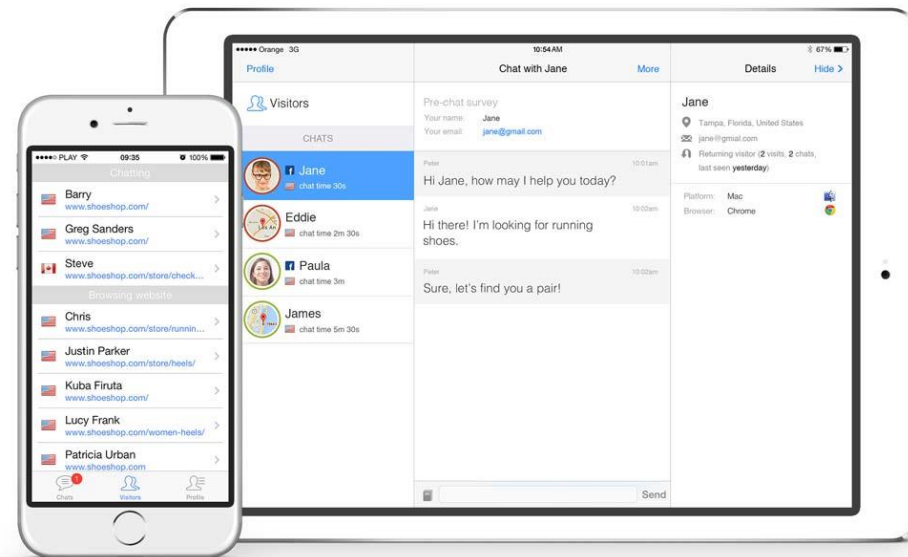 PLAY 09:35 100%
Chatting
Barry
www.shoeshop.com/
Greg Sanders
www.shoeshop.com/
Steve
www.shoeshop.com/store/check...
Browsing website
Chris
www.shoeshop.com/store/runnin...
Justin Parker
www.shoeshop.com/store/heels/
Kuba Firuta
www.shoeshop.com/
Lucy Frank
www.shoeshop.com/women-heels/
Patricia Urban
www.shoeshop.com
1
Chats Visitors Profile
Orange 3G 10:54AM 67%
Profile
Visitors
CHATS
Jane
chat time 30s
Eddie
chat time 2m 30s
Paula
chat time 3m
James
chat time 5m 30s
Chat with Jane More
Pre-chat survey
Your name: Jane
Your email: jane@gmail.com
Peter 10:01am
Hi Jane, how may I help you today?
Jane 10:02am
Hi there! I'm looking for running
shoes.
Peter 10:02am
Sure, let's find you a pair!
Send
Details Hide >
Jane
Tampa, Florida, United States
jane@gmial.com
Returning visitor (2 visits, 2 chats,
last seen yesterday)
Platform: Mac
Browser: Chrome